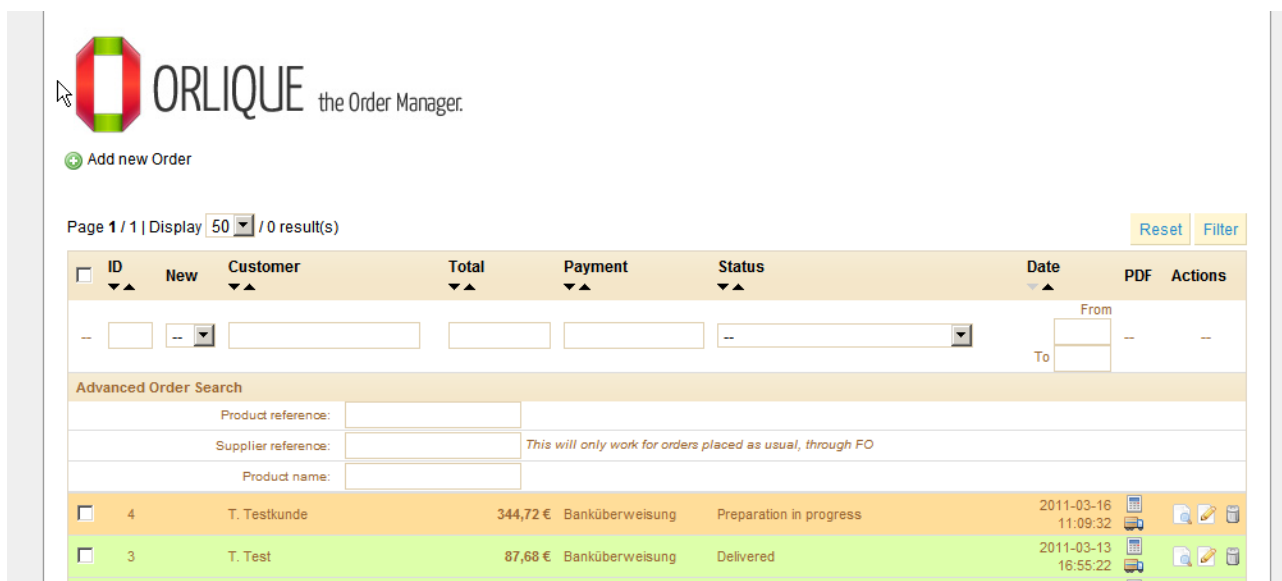 ORLIQUE the Order Manager.
Add new Order
Page 1 / 1 | Display 50 / 0 result(s) Reset Filter
ID New Customer Total Payment Status Date PDF Actions
From
-- -- -- -- --
To
Advanced Order Search
Product reference:
Supplier reference: This will only work for orders placed as usual, through FO
Product name:
4 T. Testkunde 344,72 € Banküberweisung Preparation in progress 2011-03-16
11:09:32
3 T. Test 87,68 € Banküberweisung Delivered 2011-03-13
16:55:22